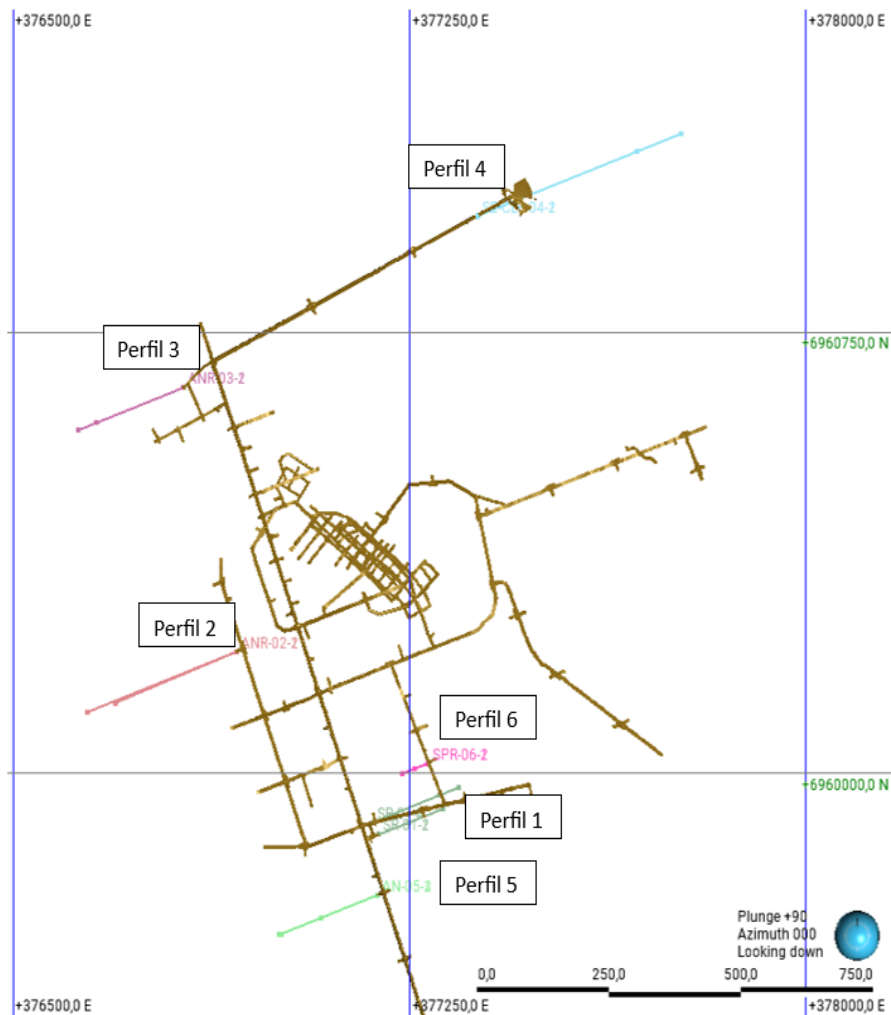 +376500,0 E
+377250,0 E
+378000,0 E
Perfil 4
Perfil 3
+6960750,0 N
ANR-03-2
Perfil 2
ANR-02-2
Perfil 6
SPR-06-2
+6960000,0 N
Perfil 1
Perfil 5
Plunge +90
Azimuth 000
Looking down
0,0
250,0
500,0
750,0
+376500,0 E
+377250,0 E
+378000,0 E